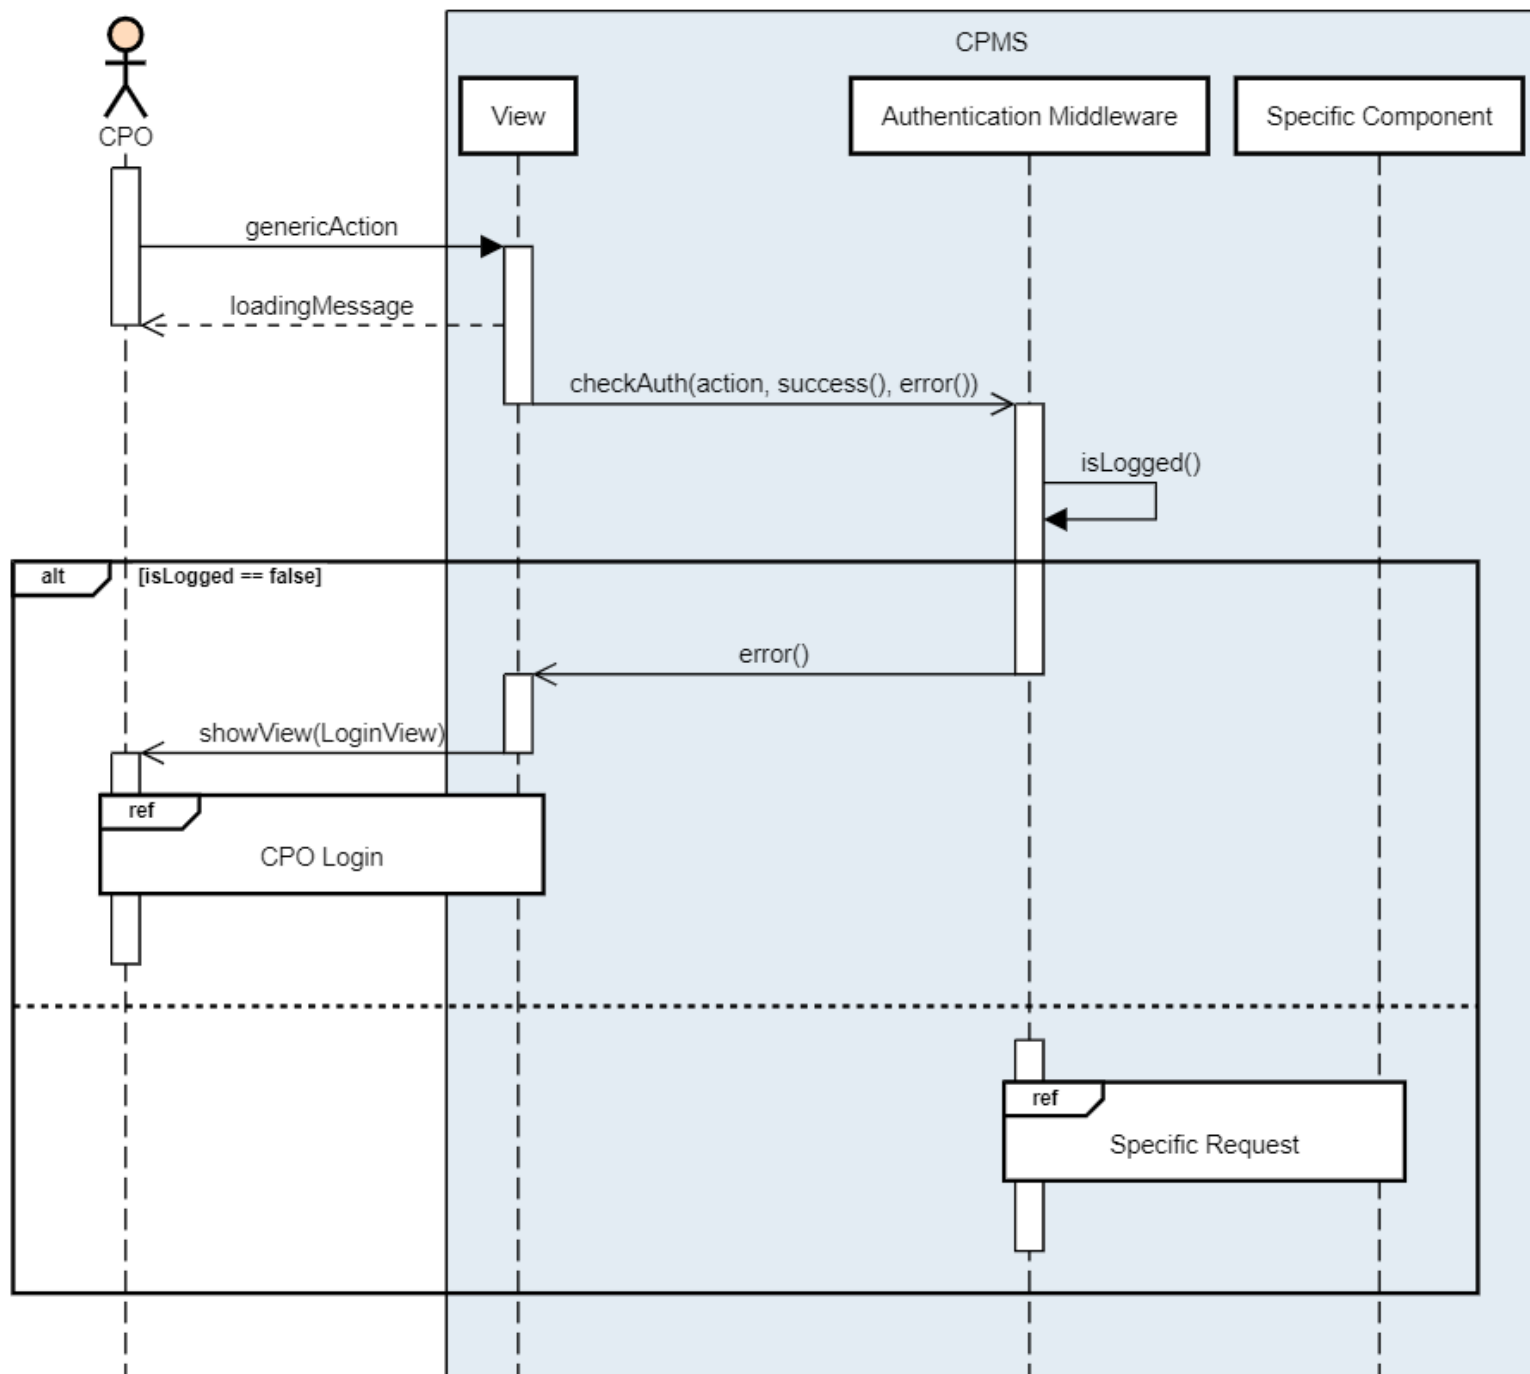 CPMS
CPO
View
Authentication Middleware
Specific Component
genericAction
loadingMessage
checkAuth(action, success(), error())
isLogged()
alt
[isLogged == false]
error()
showView(LoginView)
ref
CPO Login
ref
Specific Request